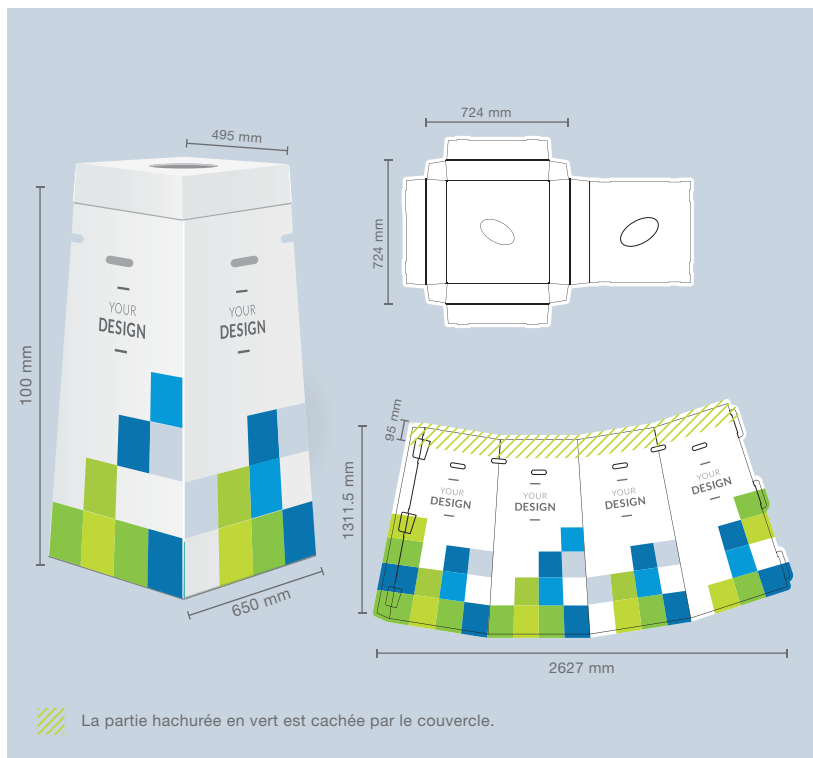 495 mm
724 mm
724 mm
YOUR
DESIGN
YOUR
DESIGN
100 mm
650 mm
95 mm
1311.5 mm
YOUR
DESIGN
YOUR
DESIGN
YOUR
DESIGN
YOUR
DESIGN
2627 mm
La partie hachurée en vert est cachée par le couvercle.